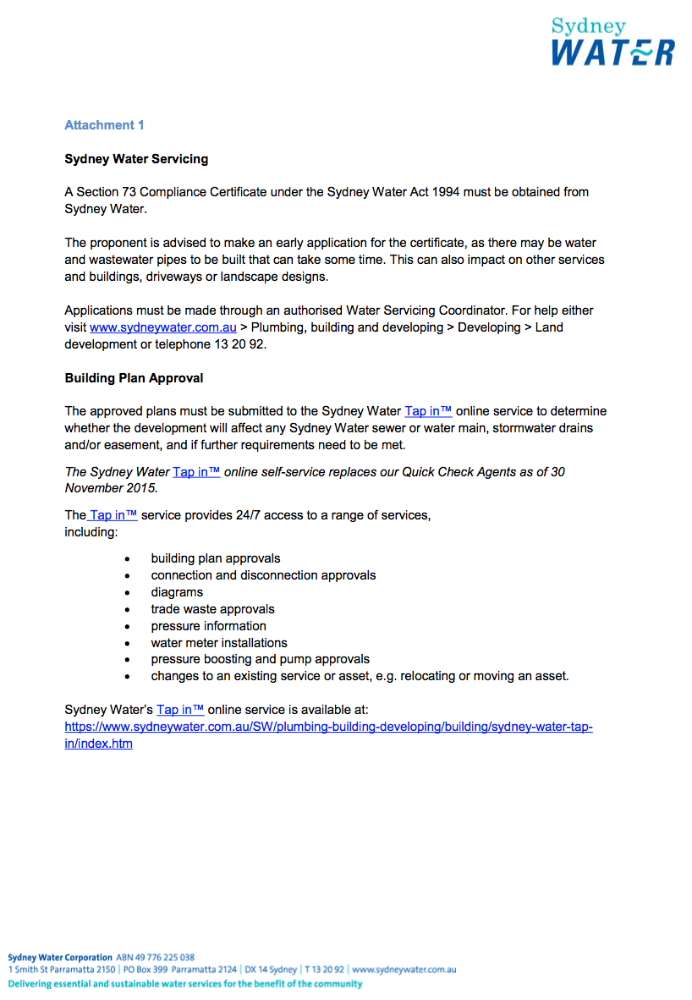 Sydney
WATER
Attachment 1
Sydney Water Servicing
A Section 73 Compliance Certificate under the Sydney Water Act 1994 must be obtained from
Sydney Water.
The proponent is advised to make an early application for the certificate, as there may be water
and wastewater pipes to be built that can take some time. This can also impact on other services
and buildings, driveways or landscape designs.
Applications must be made through an authorised Water Servicing Coordinator. For help either
visit www.sydneywater.com.au > Plumbing, building and developing > Developing > Land
development or telephone 13 20 92.
Building Plan Approval
The approved plans must be submitted to the Sydney Water Tap in™ online service to determine
whether the development will affect any Sydney Water sewer or water main, stormwater drains
and/or easement, and if further requirements need to be met.
The Sydney Water Tap in™ online self-service replaces our Quick Check Agents as of 30
November 2015.
The Tap in™ service provides 24/7 access to a range of services,
including:
• building plan approvals
• connection and disconnection approvals
• diagrams
• trade waste approvals
• pressure information
• water meter installations
• pressure boosting and pump approvals
• changes to an existing service or asset, e.g. relocating or moving an asset.
Sydney Water's Tap in™ online service is available at:
https://www.sydneywater.com.au/SW/plumbing-building-developing/building/sydney-water-tap-
in/index.htm
Sydney Water Corporation ABN 49 776 225 038
1 Smith St Parramatta 2150 | PO Box 399 Parramatta 2124 | DX 14 Sydney | T 13 20 92 | www.sydneywater.com.au
Delivering essential and sustainable water services for the benefit of the community